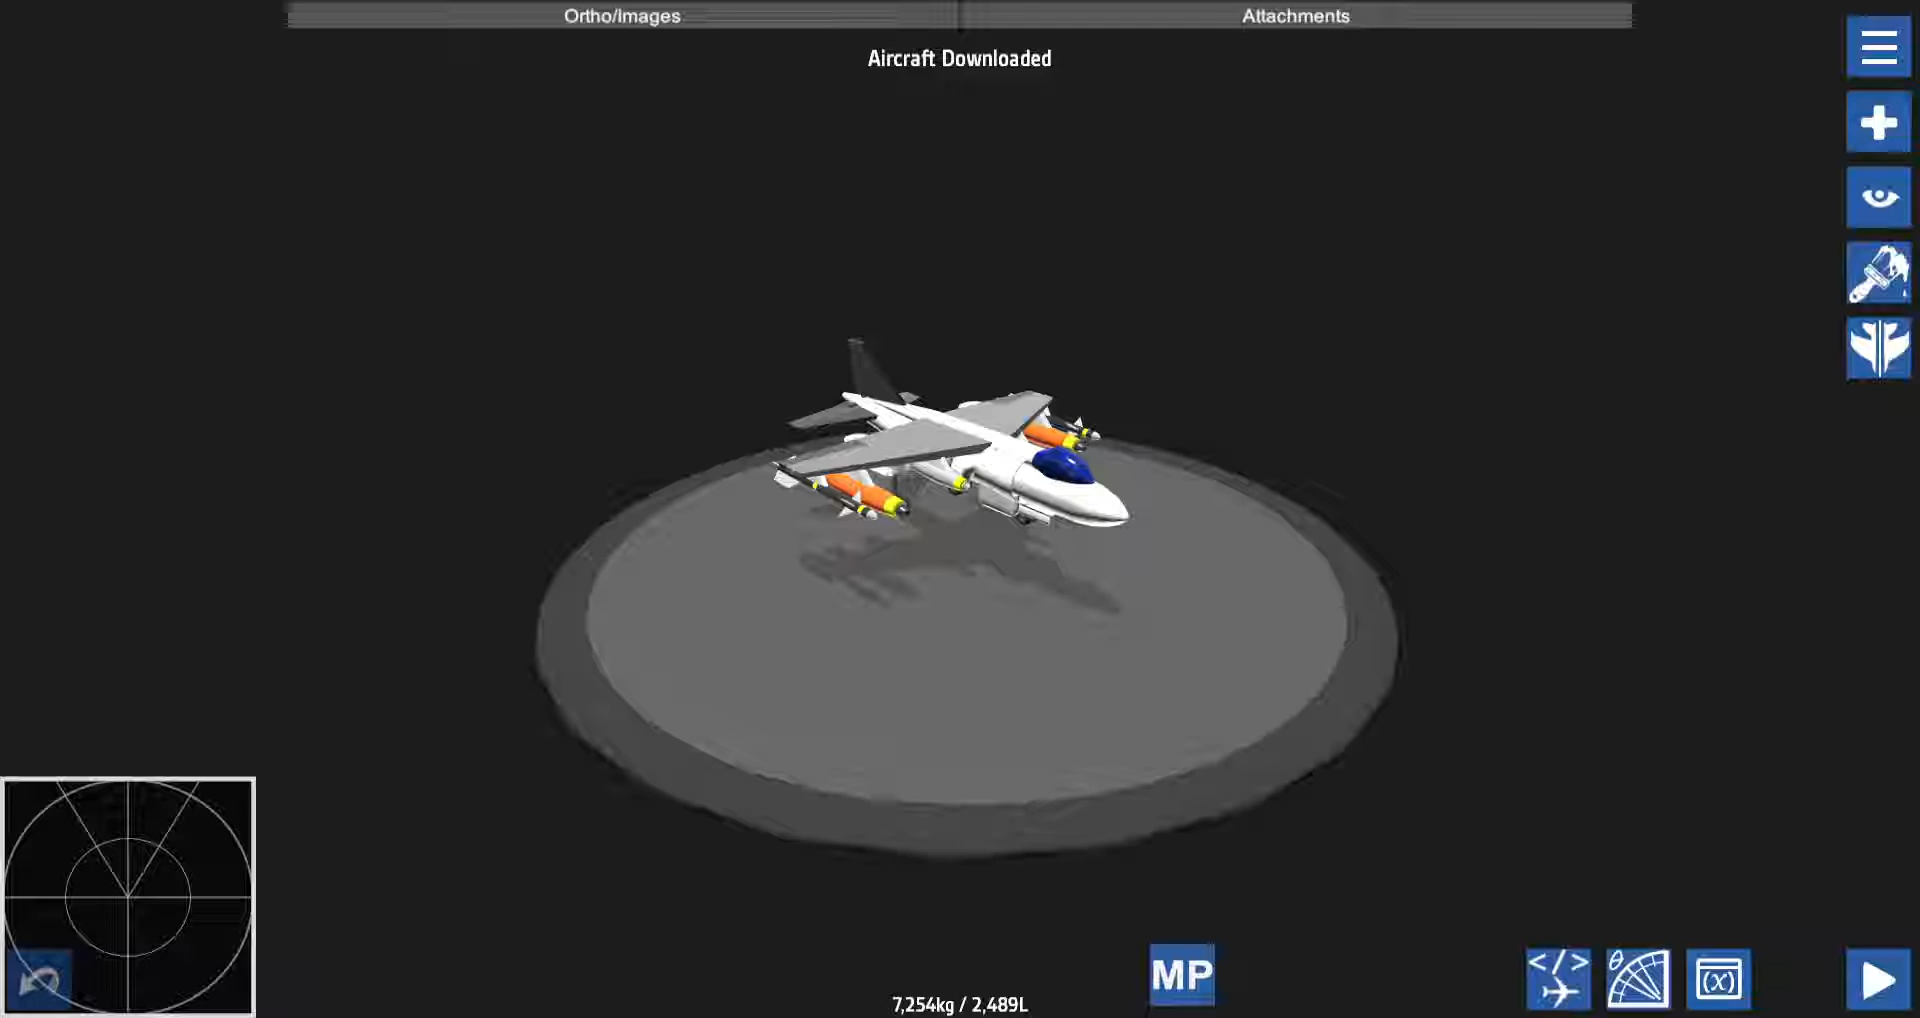 Ortho/Images
Attachments
Aircraft Downloaded
MP
</>
θ
(x)
7,254kg / 2,489L